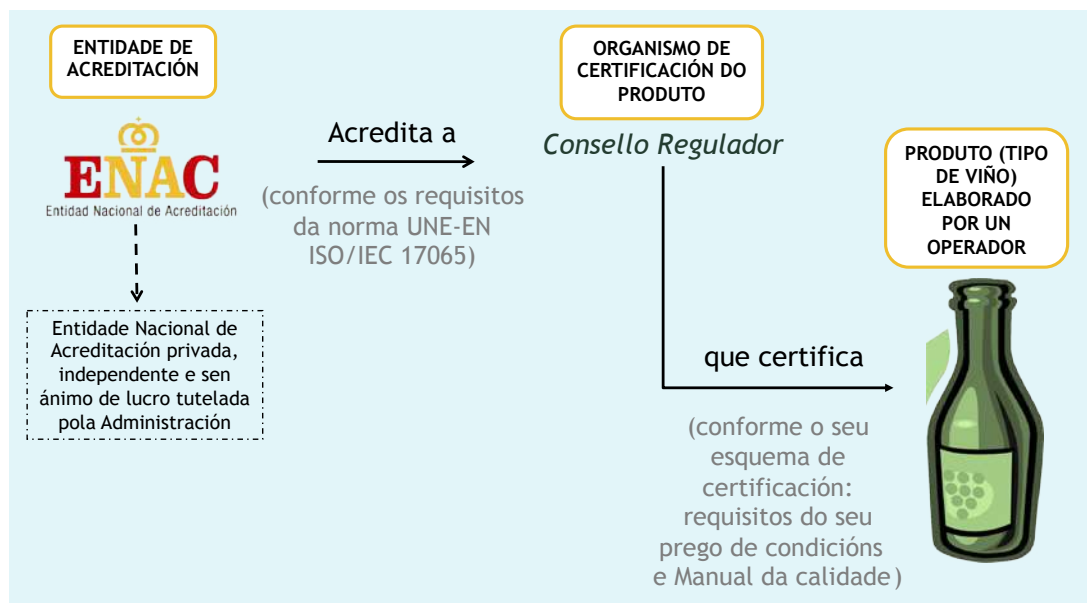 ENTIDADE DE
ACREDITACIÓN
ENAC
Entidad Nacional de Acreditación
Entidade Nacional de
Acreditación privada,
independente e sen
ánimo de lucro tutelada
pola Administración
Acredita a
(conforme os requisitos
da norma UNE-EN
ISO/IEC 17065)
ORGANISMO DE
CERTIFICACIÓN DO
PRODUTO
Consello Regulador
que certifica
(conforme o seu
esquema de
certificación:
requisitos do seu
prego de condicións
e Manual da calidade)
PRODUTO (TIPO
DE VIÑO)
ELABORADO
POR UN
OPERADOR